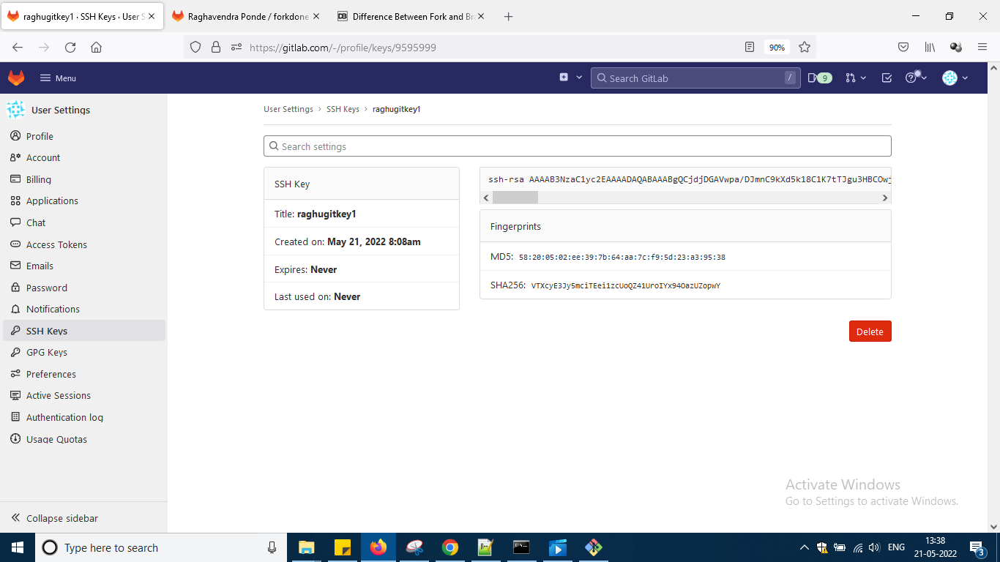 raghugitkey1 · SSH Keys · User S
Raghavendra Ponde / forkdone
DB Difference Between Fork and Bra
https://gitlab.com/-/profile/keys/9595999
90%
Menu
Search GitLab
/
9
User Settings
Profile
Account
Billing
Applications
Chat
Access Tokens
Emails
Password
Notifications
SSH Keys
GPG Keys
Preferences
Active Sessions
Authentication log
Usage Quotas
Collapse sidebar
User Settings > SSH Keys > raghugitkey1
Search settings
SSH Key
Title: raghugitkey1
Created on: May 21, 2022 8:08am
Expires: Never
Last used on: Never
ssh-rsa AAAAB3NzaC1yc2EAAAADAQABAAABgQCjdjDGAVwpa/DJmnC9kXd5k18C1K7tTJgu3HBCOwj
Fingerprints
MD5: 58:20:05:02:ee:39:7b:64:aa:7c:f9:5d:23:a3:95:38
SHA256: VTXcyE3Jy5mciTEei1zcUoQZ41UroIYx94OazUZopwY
Delete
Activate Windows
Go to Settings to activate Windows.
Type here to search
ENG
13:38
21-05-2022
3